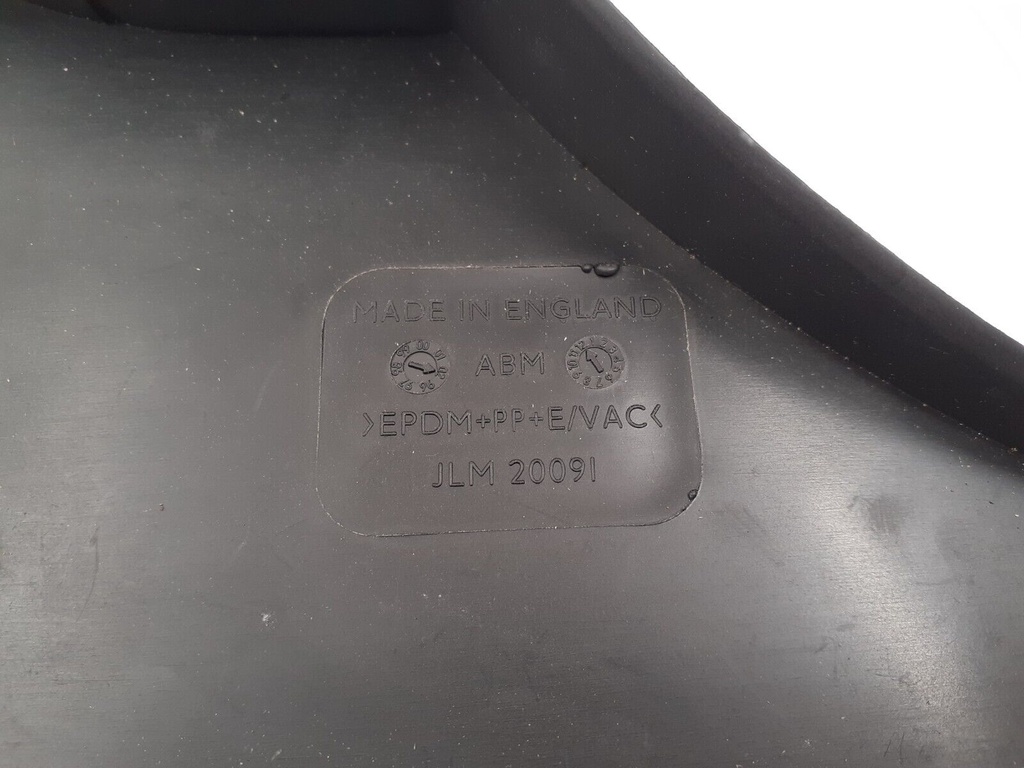 MADE IN ENGLAND
ABM
>EPDM+PP+E/VAC<
JLM 20091